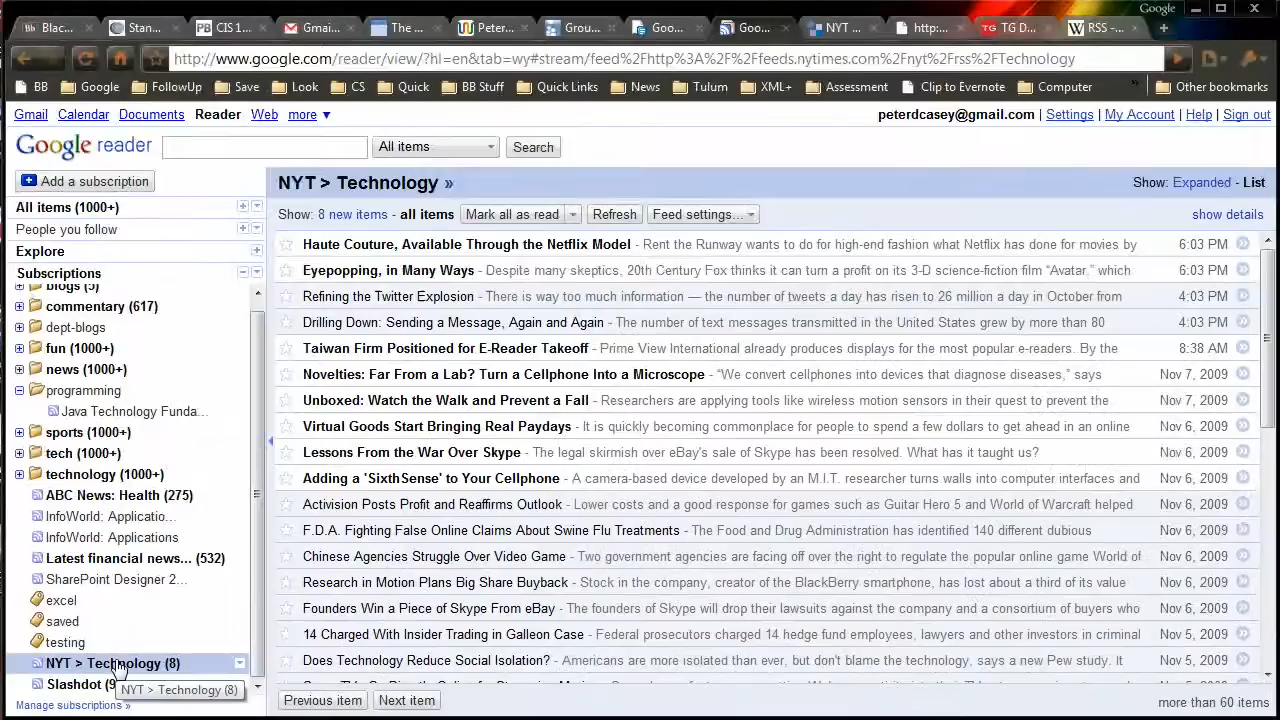 Google
Blac... Stan... CIS 1... Gmai... The ... Peter... Grou... Goo... Goo... NYT ... http:... TG D... RSS -...
http://www.google.com/reader/view/?hl=en&tab=wy#stream/feed%2Fhttp%3A%2F%2Ffeeds.nytimes.com%2Fnyt%2Frss%2FTechnology
BB Google FollowUp Save Look CS Quick BB Stuff Quick Links News Tulum XML+ Assessment Clip to Evernote Computer » Other bookmarks
Gmail Calendar Documents Reader Web more ▼ peterdcasey@gmail.com | Settings | My Account | Help | Sign out
Google reader All items Search
Add a subscription
All items (1000+)
People you follow
Explore
Subscriptions
blogs (5)
commentary (617)
dept-blogs
fun (1000+)
news (1000+)
programming
Java Technology Funda...
sports (1000+)
tech (1000+)
technology (1000+)
ABC News: Health (275)
InfoWorld: Applicatio...
InfoWorld: Applications
Latest financial news... (532)
SharePoint Designer 2...
excel
saved
testing
NYT > Technology (8)
Slashdot (9
NYT > Technology (8)
Manage subscriptions »
NYT > Technology » Show: Expanded - List
Show: 8 new items - all items Mark all as read Refresh Feed settings... show details
Haute Couture, Available Through the Netflix Model - Rent the Runway wants to do for high-end fashion what Netflix has done for movies by 6:03 PM
Eyepopping, in Many Ways - Despite many skeptics, 20th Century Fox thinks it can turn a profit on its 3-D science-fiction film “Avatar,” which 6:03 PM
Refining the Twitter Explosion - There is way too much information — the number of tweets a day has risen to 26 million a day in October from 4:03 PM
Drilling Down: Sending a Message, Again and Again - The number of text messages transmitted in the United States grew by more than 80 4:03 PM
Taiwan Firm Positioned for E-Reader Takeoff - Prime View International already produces displays for the most popular e-readers. By the 8:38 AM
Novelties: Far From a Lab? Turn a Cellphone Into a Microscope - “We convert cellphones into devices that diagnose diseases,” says Nov 7, 2009
Unboxed: Watch the Walk and Prevent a Fall - Researchers are applying tools like wireless motion sensors in their quest to prevent the Nov 7, 2009
Virtual Goods Start Bringing Real Paydays - It is quickly becoming commonplace for people to spend a few dollars to get ahead in an online Nov 7, 2009
Lessons From the War Over Skype - The legal skirmish over eBay's sale of Skype has been resolved. What has it taught us? Nov 7, 2009
Adding a 'SixthSense' to Your Cellphone - A camera-based device developed by an M.I.T. researcher turns walls into computer interfaces and Nov 7, 2009
Activision Posts Profit and Reaffirms Outlook - Lower costs and a good response for games such as Guitar Hero 5 and World of Warcraft helped Nov 6, 2009
F.D.A. Fighting False Online Claims About Swine Flu Treatments - The Food and Drug Administration has identified 140 different dubious Nov 6, 2009
Chinese Agencies Struggle Over Video Game - Two government agencies are facing off over the right to regulate the popular online game World of Nov 6, 2009
Research in Motion Plans Big Share Buyback - Stock in the company, creator of the BlackBerry smartphone, has lost about a third of its value Nov 6, 2009
Founders Win a Piece of Skype From eBay - The founders of Skype will drop their lawsuits against the company and a consortium of buyers who Nov 6, 2009
14 Charged With Insider Trading in Galleon Case - Federal prosecutors charged 14 hedge fund employees, lawyers and other investors in criminal Nov 5, 2009
Does Technology Reduce Social Isolation? - Americans are more isolated than ever, but don't blame the technology, says a new Pew study. It Nov 5, 2009
Previous item Next item more than 60 items